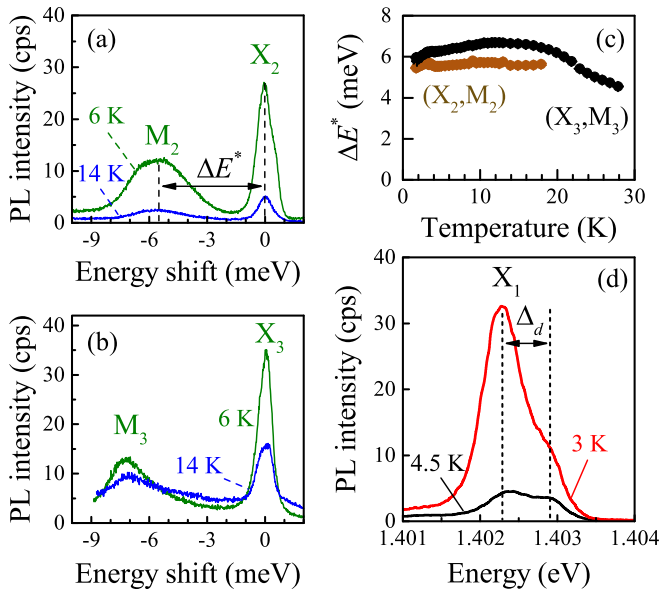 (a)
X₂
6 K
M₂
14 K
ΔE*
40
30
20
10
0
PL intensity (cps)
-9 -6 -3 0
Energy shift (meV)
(b)
X₃
6 K
M₃
14 K
40
30
20
10
0
PL intensity (cps)
-9 -6 -3 0
Energy shift (meV)
(c)
(X₂,M₂)
(X₃,M₃)
8
6
4
2
0
ΔE* (meV)
0 10 20 30
Temperature (K)
X₁
(d)
Δd
4.5 K
3 K
40
30
20
10
0
PL intensity (cps)
1.401 1.402 1.403 1.404
Energy (eV)